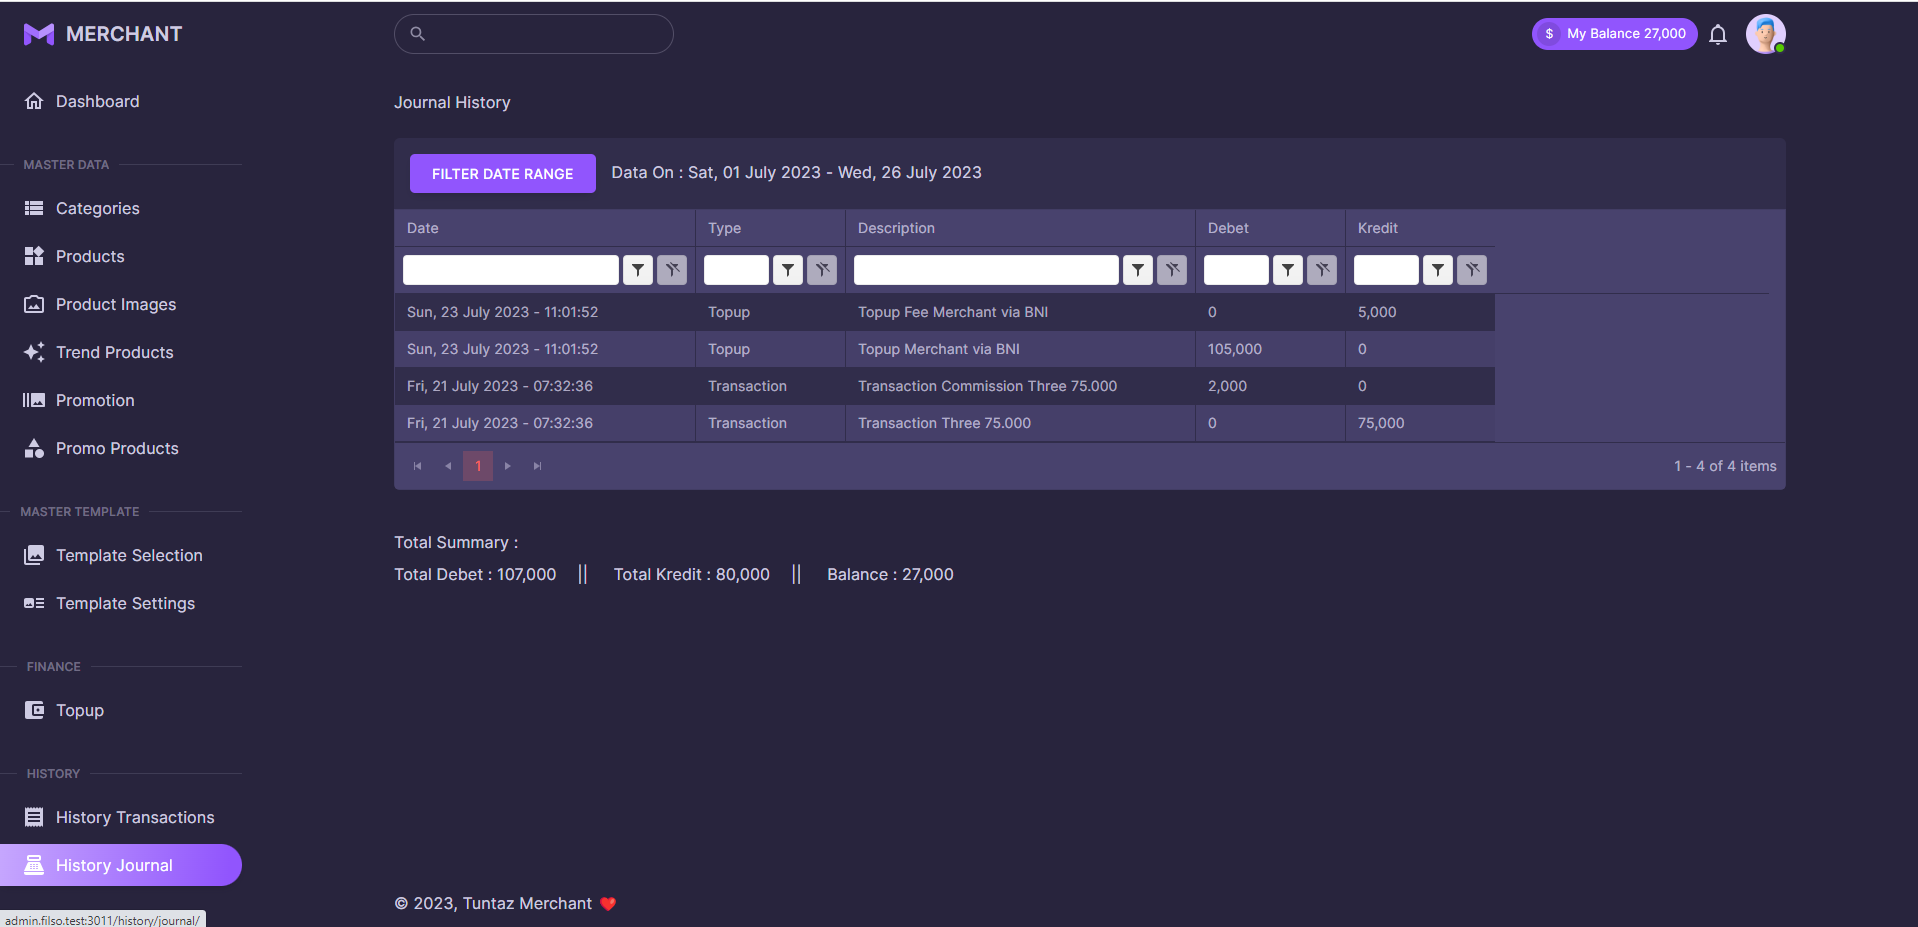 MERCHANT
$ My Balance 27,000
Dashboard
MASTER DATA
Categories
Products
Product Images
Trend Products
Promotion
Promo Products
MASTER TEMPLATE
Template Selection
Template Settings
FINANCE
Topup
HISTORY
History Transactions
History Journal
admin.filso.test:3011/history/journal/
Journal History
FILTER DATE RANGE Data On : Sat, 01 July 2023 - Wed, 26 July 2023
Date Type Description Debet Kredit
Sun, 23 July 2023 - 11:01:52 Topup Topup Fee Merchant via BNI 0 5,000
Sun, 23 July 2023 - 11:01:52 Topup Topup Merchant via BNI 105,000 0
Fri, 21 July 2023 - 07:32:36 Transaction Transaction Commission Three 75.000 2,000 0
Fri, 21 July 2023 - 07:32:36 Transaction Transaction Three 75.000 0 75,000
1 1 - 4 of 4 items
Total Summary :
Total Debet : 107,000 || Total Kredit : 80,000 || Balance : 27,000
© 2023, Tuntaz Merchant ❤️